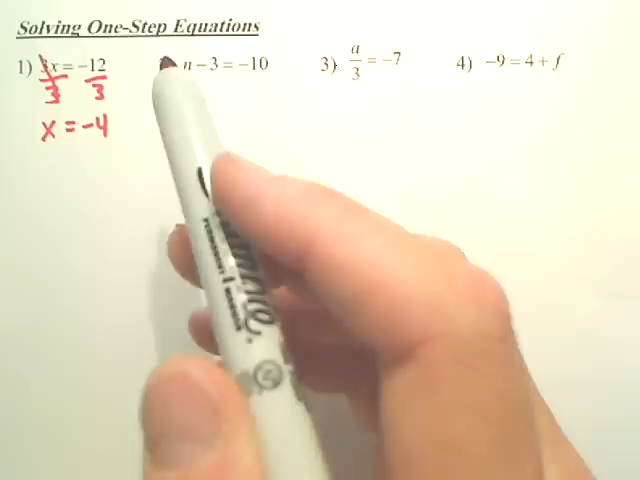 Solving One-Step Equations
1) 3x = -12
3 3
x = -4
n - 3 = -10
3) a/3 = -7
4) -9 = 4 + f